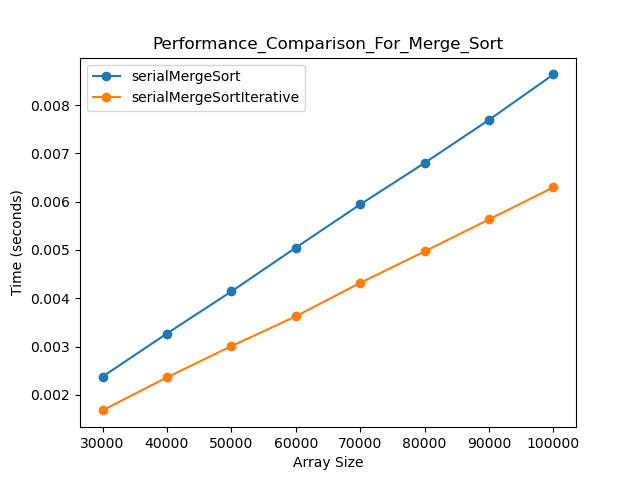 Performance_Comparison_For_Merge_Sort
serialMergeSort
serialMergeSortIterative
0.008
0.007
0.006
0.005
0.004
0.003
0.002
Time (seconds)
30000 40000 50000 60000 70000 80000 90000 100000
Array Size